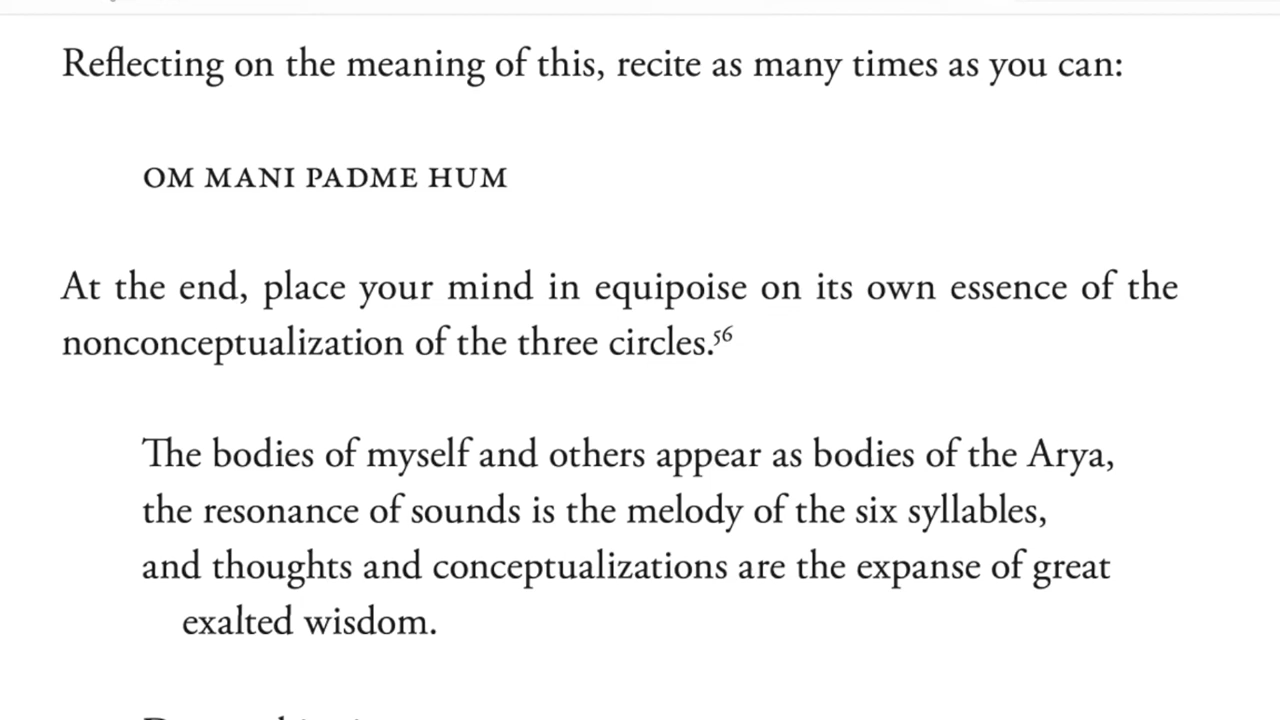 Reflecting on the meaning of this, recite as many times as you can:
OM MANI PADME HUM
At the end, place your mind in equipoise on its own essence of the
nonconceptualization of the three circles.⁵⁶
The bodies of myself and others appear as bodies of the Arya,
the resonance of sounds is the melody of the six syllables,
and thoughts and conceptualizations are the expanse of great
exalted wisdom.